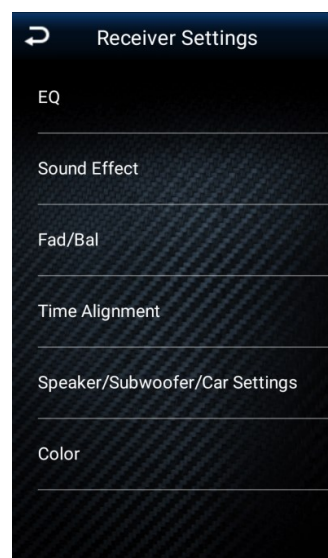 Receiver Settings
EQ
Sound Effect
Fad/Bal
Time Alignment
Speaker/Subwoofer/Car Settings
Color